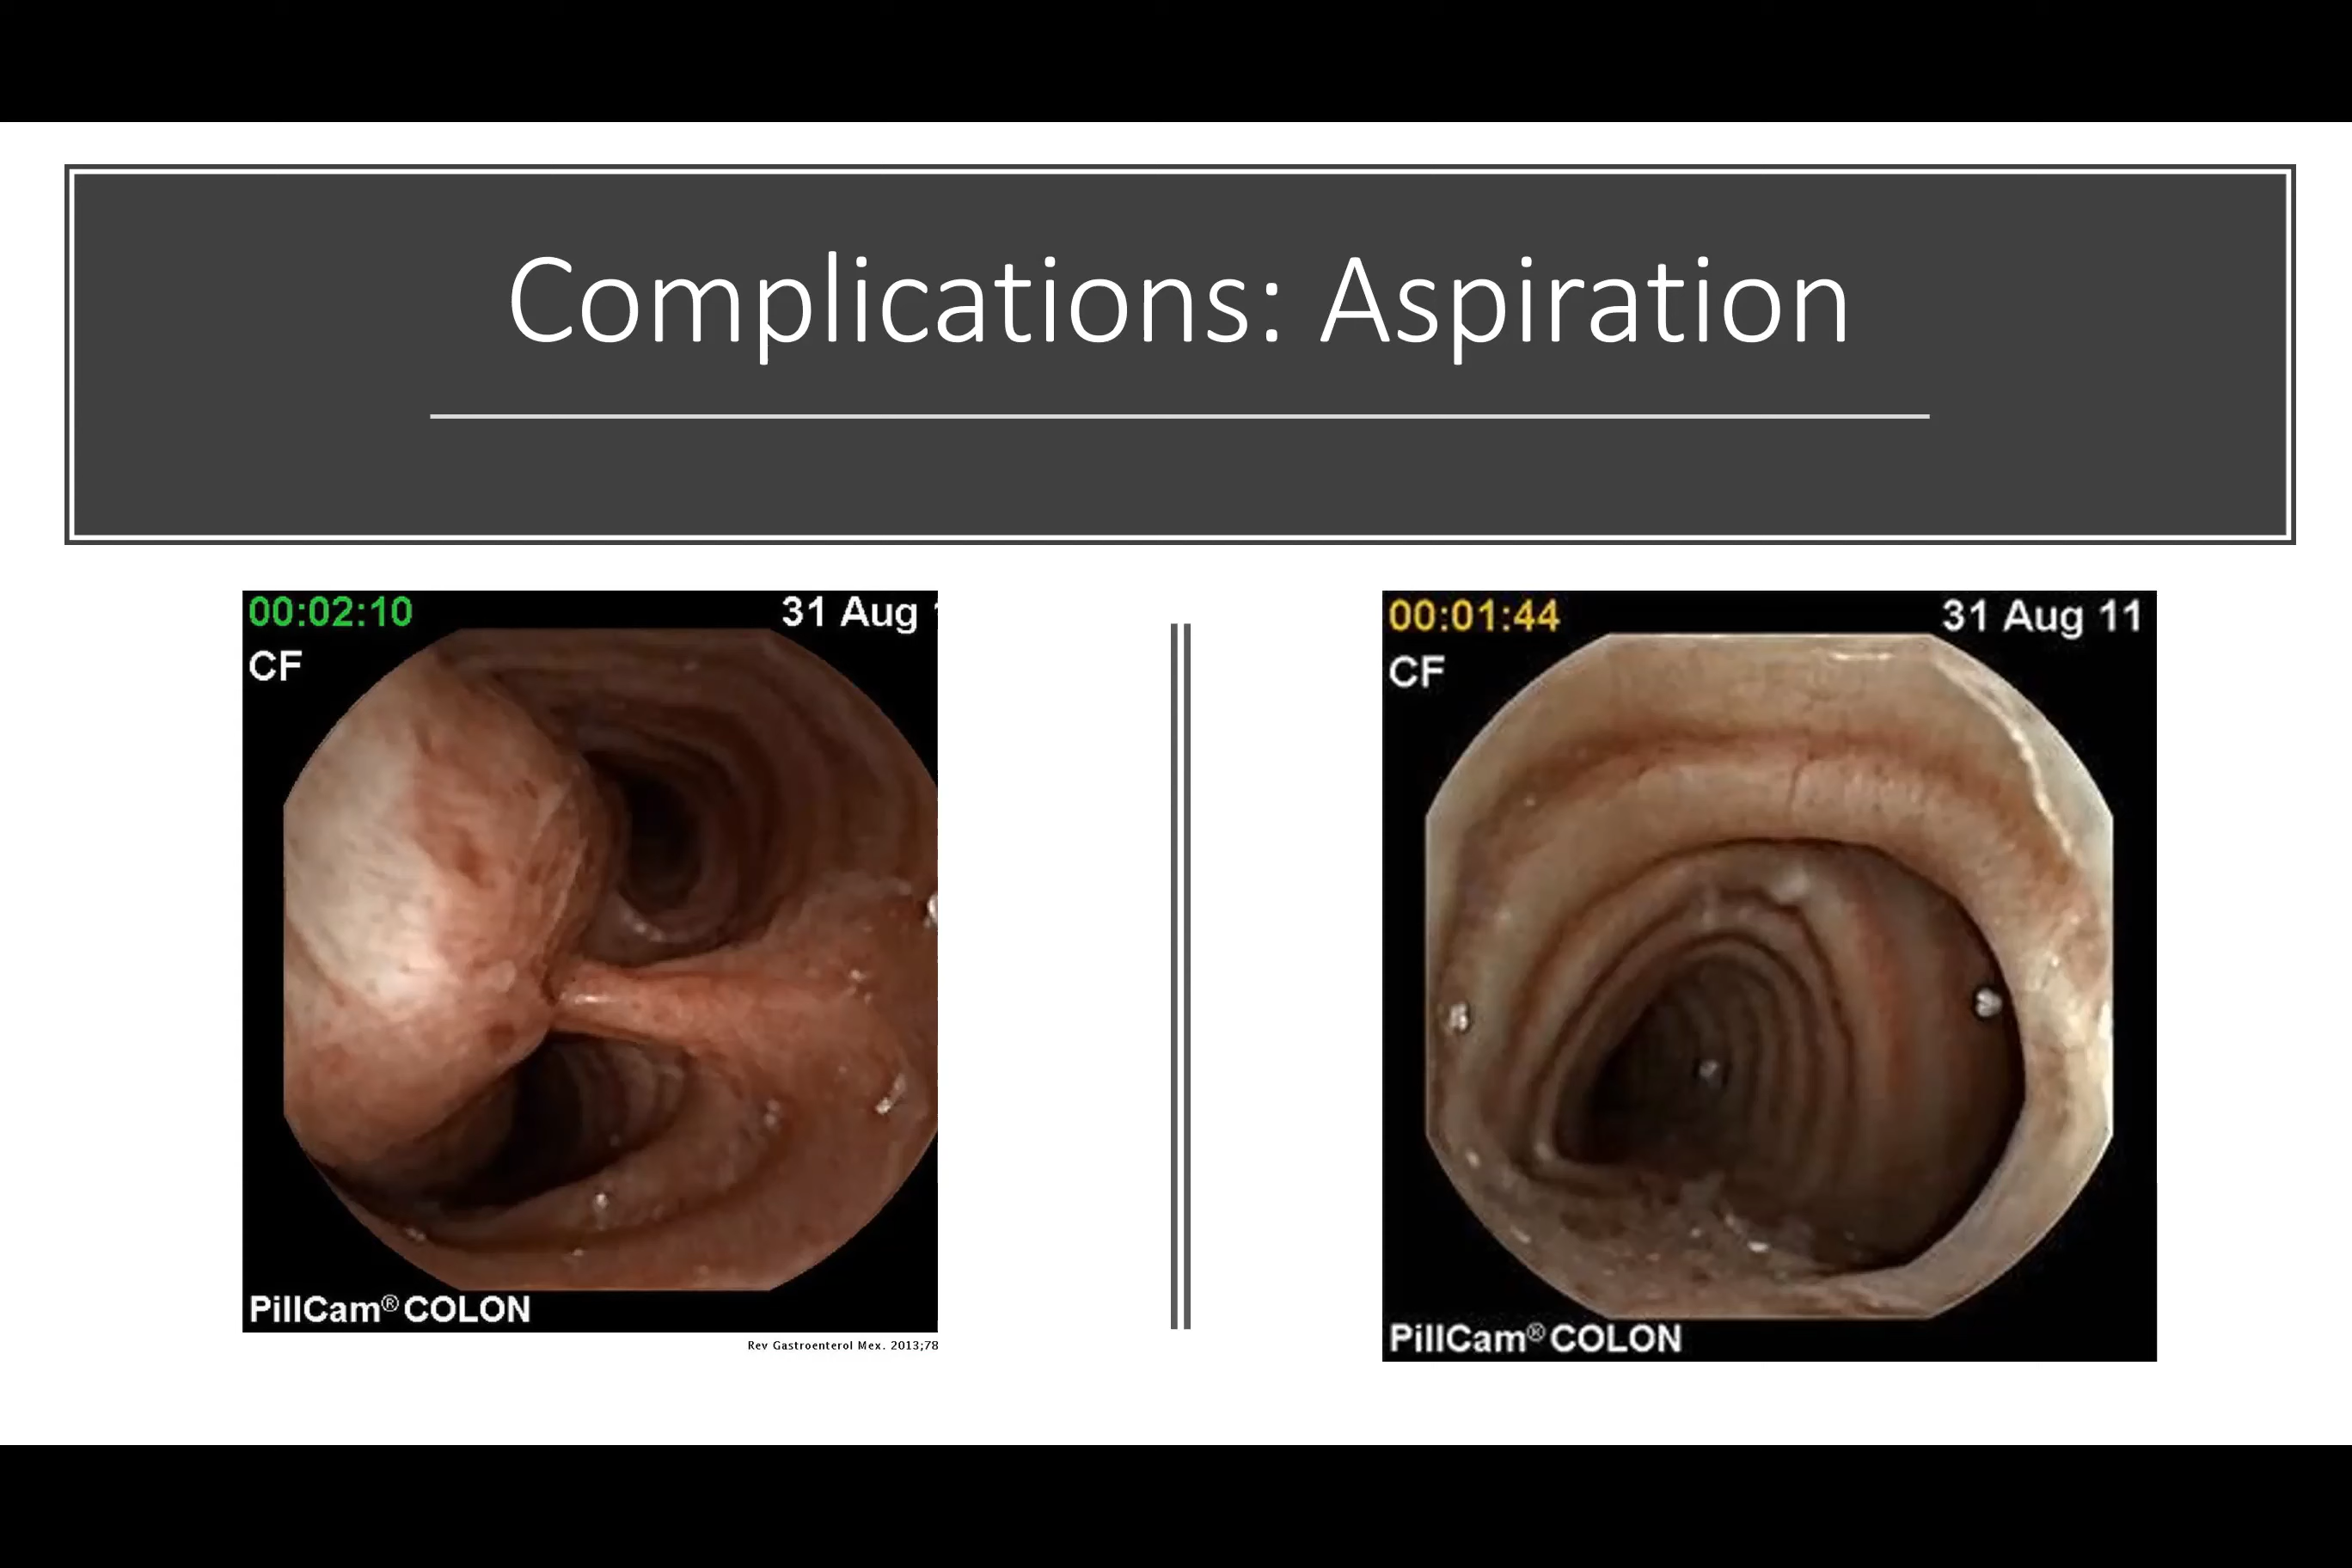 Complications: Aspiration
00:02:10
31 Aug
CF
PillCam® COLON
Rev Gastroenterol Mex. 2013;78
00:01:44
31 Aug 11
CF
PillCam® COLON